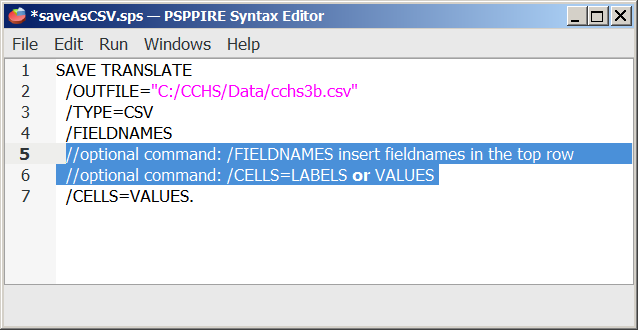 *saveAsCSV.sps — PSPPIRE Syntax Editor
File Edit Run Windows Help
1 SAVE TRANSLATE
2 /OUTFILE="C:/CCHS/Data/cchs3b.csv"
3 /TYPE=CSV
4 /FIELDNAMES
5 //optional command: /FIELDNAMES insert fieldnames in the top row
6 //optional command: /CELLS=LABELS or VALUES
7 /CELLS=VALUES.